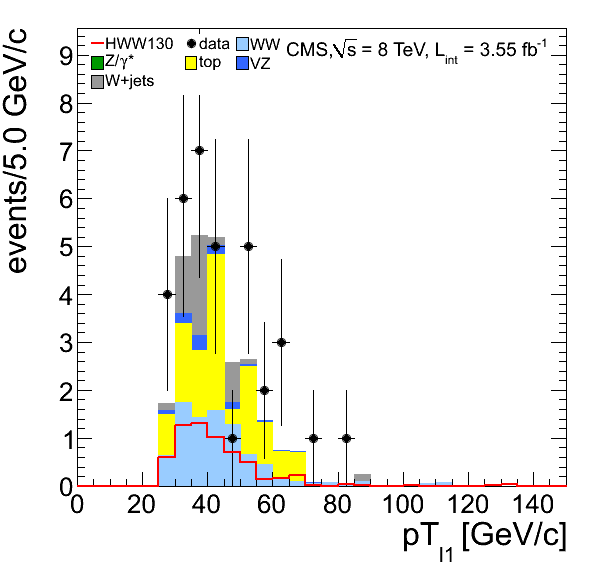 HWW130 data WW CMS,√s = 8 TeV, L_int = 3.55 fb⁻¹
Z/γ* top VZ
W+jets
events/5.0 GeV/c
9
8
7
6
5
4
3
2
1
0
0 20 40 60 80 100 120 140
pT_l1 [GeV/c]